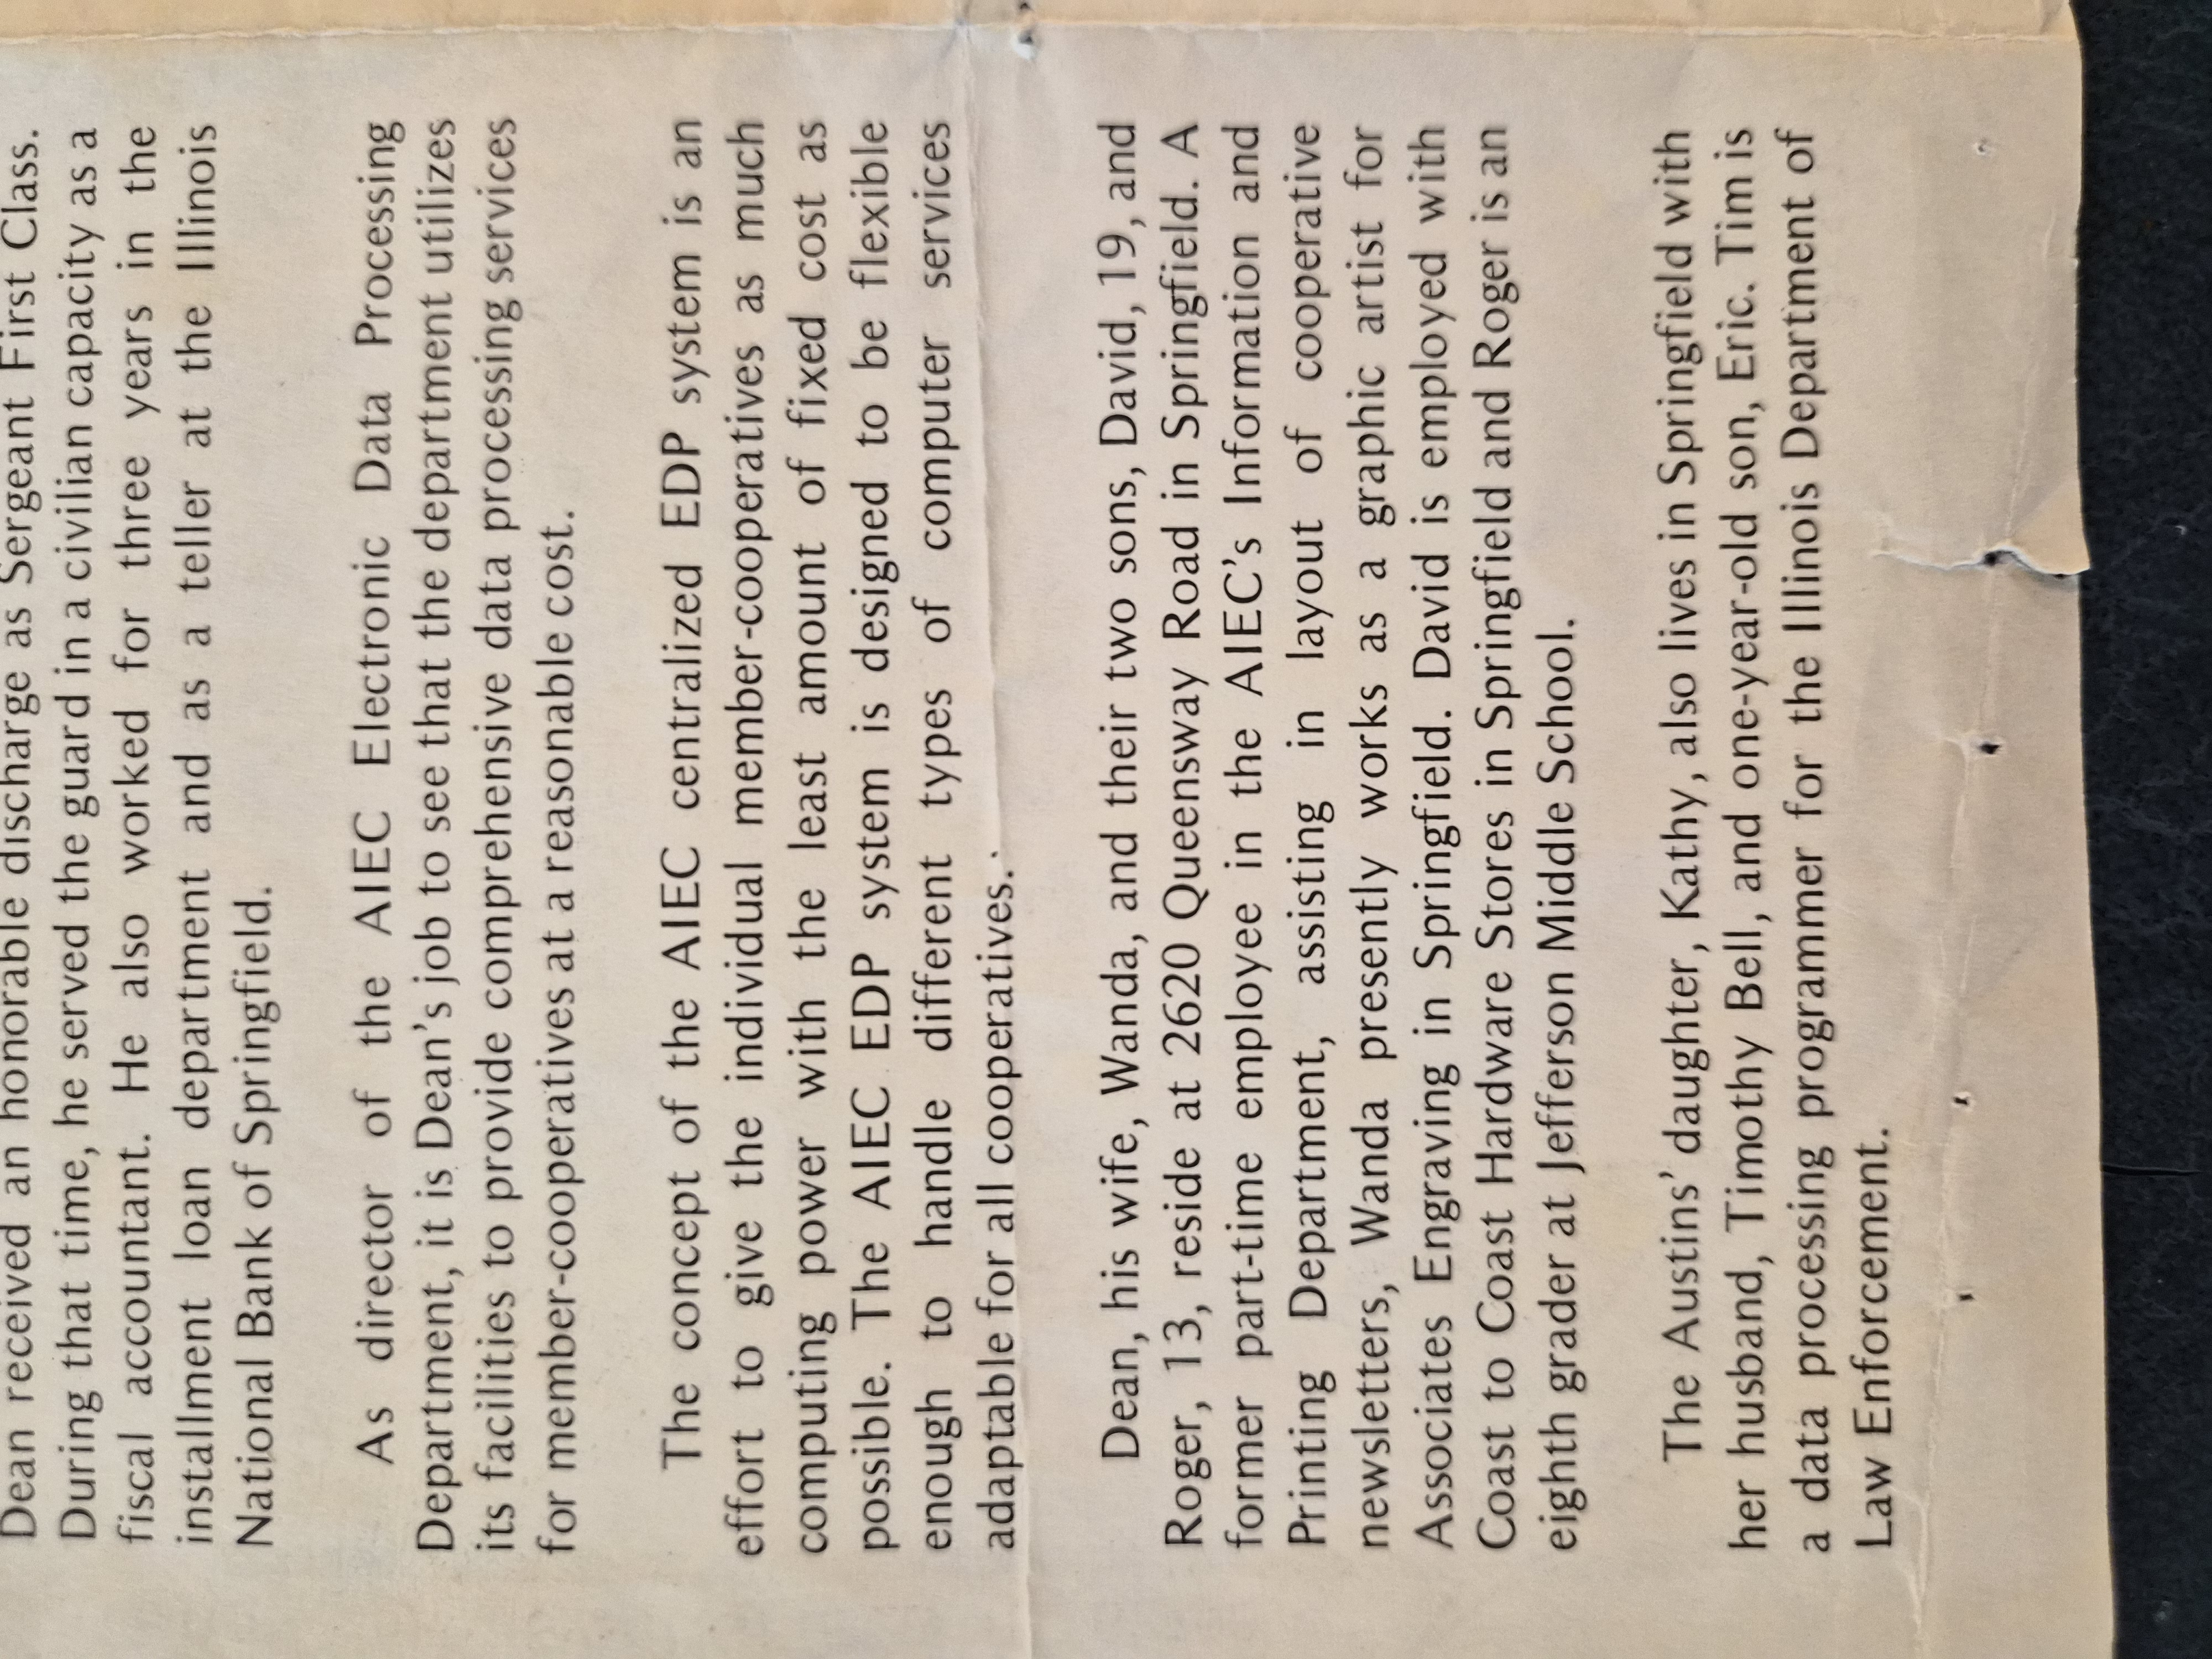 Dean received an honorable discharge as Sergeant First Class.
During that time, he served the guard in a civilian capacity as a
fiscal accountant. He also worked for three years in the
installment loan department and as a teller at the Illinois
National Bank of Springfield.
As director of the AIEC Electronic Data Processing
Department, it is Dean's job to see that the department utilizes
its facilities to provide comprehensive data processing services
for member-cooperatives at a reasonable cost.
The concept of the AIEC centralized EDP system is an
effort to give the individual member-cooperatives as much
computing power with the least amount of fixed cost as
possible. The AIEC EDP system is designed to be flexible
enough to handle different types of computer services
adaptable for all cooperatives.
Dean, his wife, Wanda, and their two sons, David, 19, and
Roger, 13, reside at 2620 Queensway Road in Springfield. A
former part-time employee in the AIEC's Information and
Printing Department, assisting in layout of cooperative
newsletters, Wanda presently works as a graphic artist for
Associates Engraving in Springfield. David is employed with
Coast to Coast Hardware Stores in Springfield and Roger is an
eighth grader at Jefferson Middle School.
The Austins' daughter, Kathy, also lives in Springfield with
her husband, Timothy Bell, and one-year-old son, Eric. Tim is
a data processing programmer for the Illinois Department of
Law Enforcement.